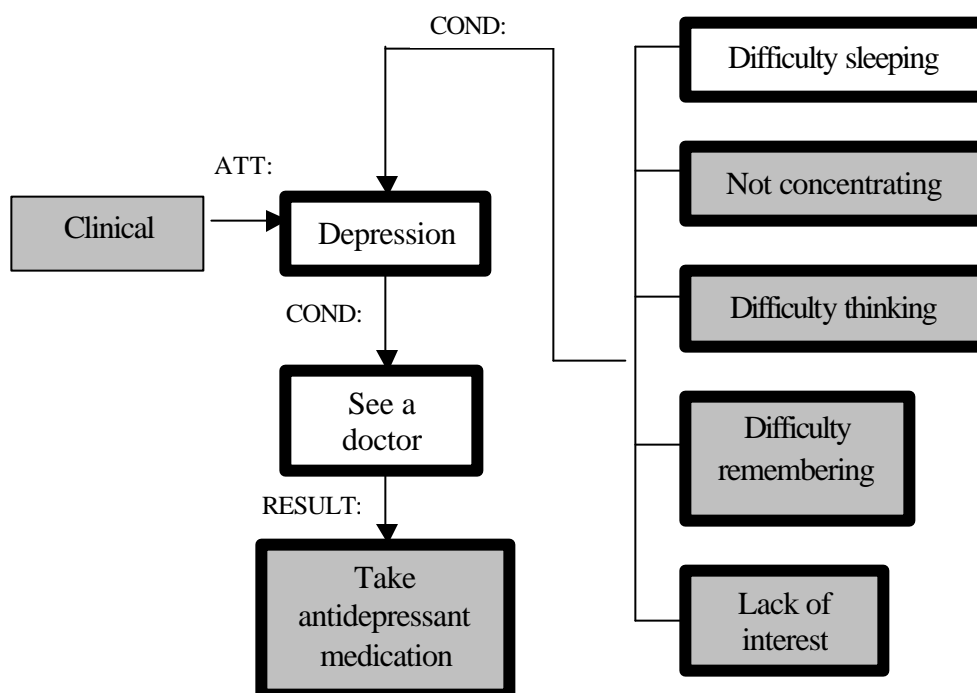 COND:
Difficulty sleeping
Not concentrating
ATT:
Clinical
Depression
Difficulty thinking
COND:
See a
doctor
Difficulty
remembering
RESULT:
Take
antidepressant
medication
Lack of
interest